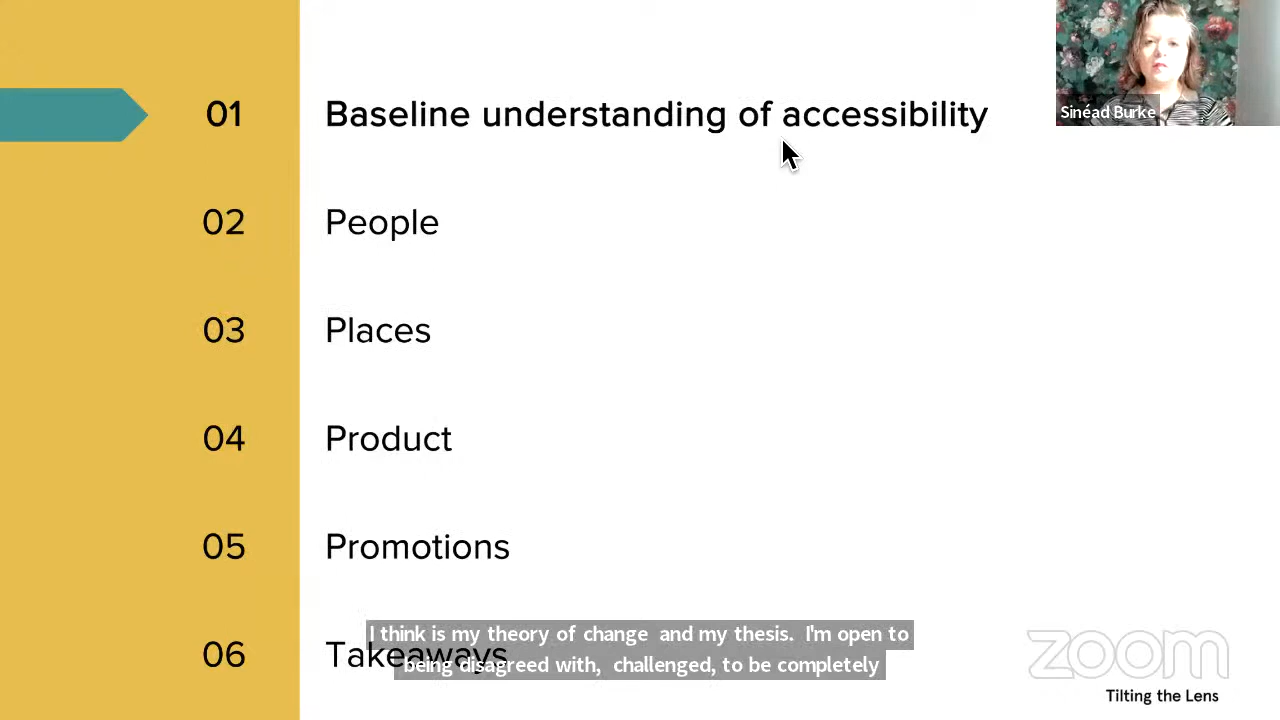 01 Baseline understanding of accessibility
Sinéad Burke
02 People
03 Places
04 Product
05 Promotions
06 Takeaways
I think is my theory of change and my thesis. I'm open to
being disagreed with, challenged, to be completely
zoom
Tilting the Lens